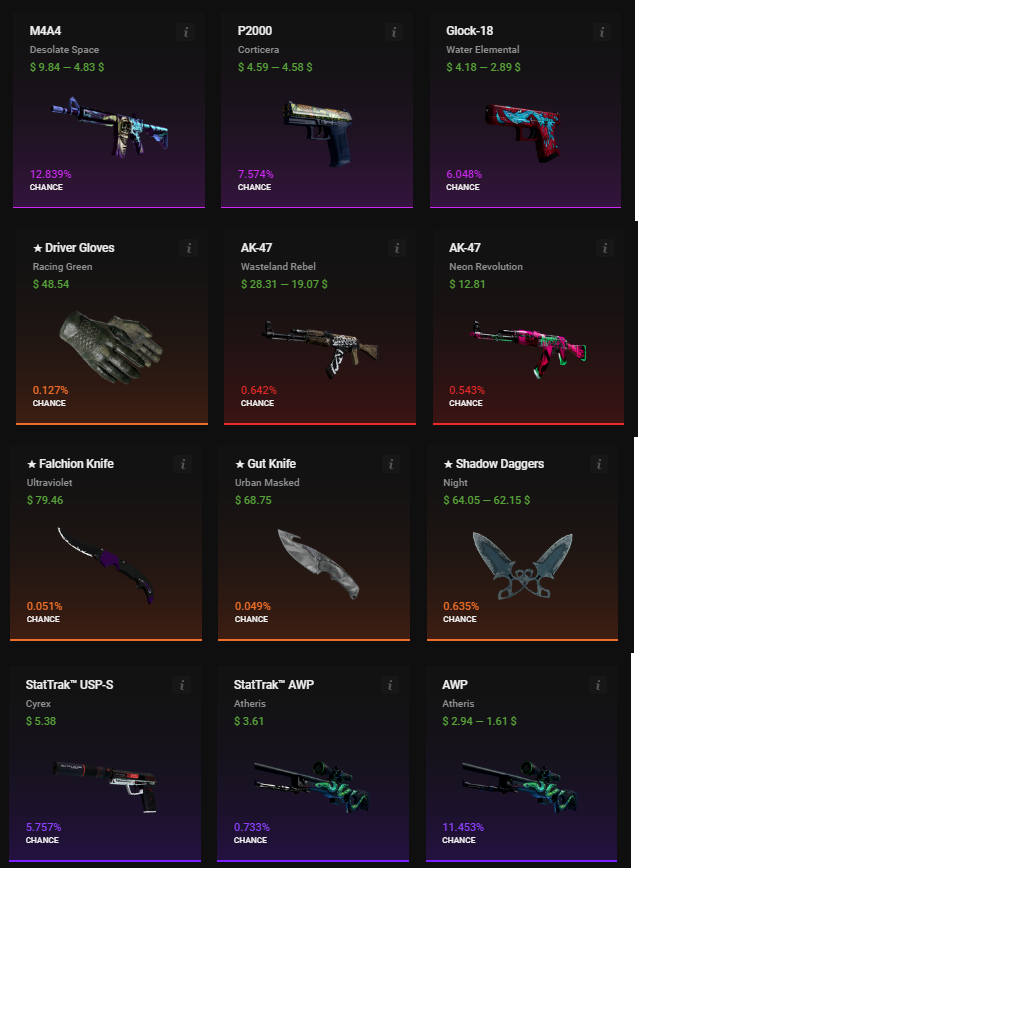 M4A4
Desolate Space
$ 9.84 — 4.83 $
12.839%
CHANCE
P2000
Corticera
$ 4.59 — 4.58 $
7.574%
CHANCE
Glock-18
Water Elemental
$ 4.18 — 2.89 $
6.048%
CHANCE
★ Driver Gloves
Racing Green
$ 48.54
0.127%
CHANCE
AK-47
Wasteland Rebel
$ 28.31 — 19.07 $
0.642%
CHANCE
AK-47
Neon Revolution
$ 12.81
0.543%
CHANCE
★ Falchion Knife
Ultraviolet
$ 79.46
0.051%
CHANCE
★ Gut Knife
Urban Masked
$ 68.75
0.049%
CHANCE
★ Shadow Daggers
Night
$ 64.05 — 62.15 $
0.635%
CHANCE
StatTrak™ USP-S
Cyrex
$ 5.38
5.757%
CHANCE
StatTrak™ AWP
Atheris
$ 3.61
0.733%
CHANCE
AWP
Atheris
$ 2.94 — 1.61 $
11.453%
CHANCE